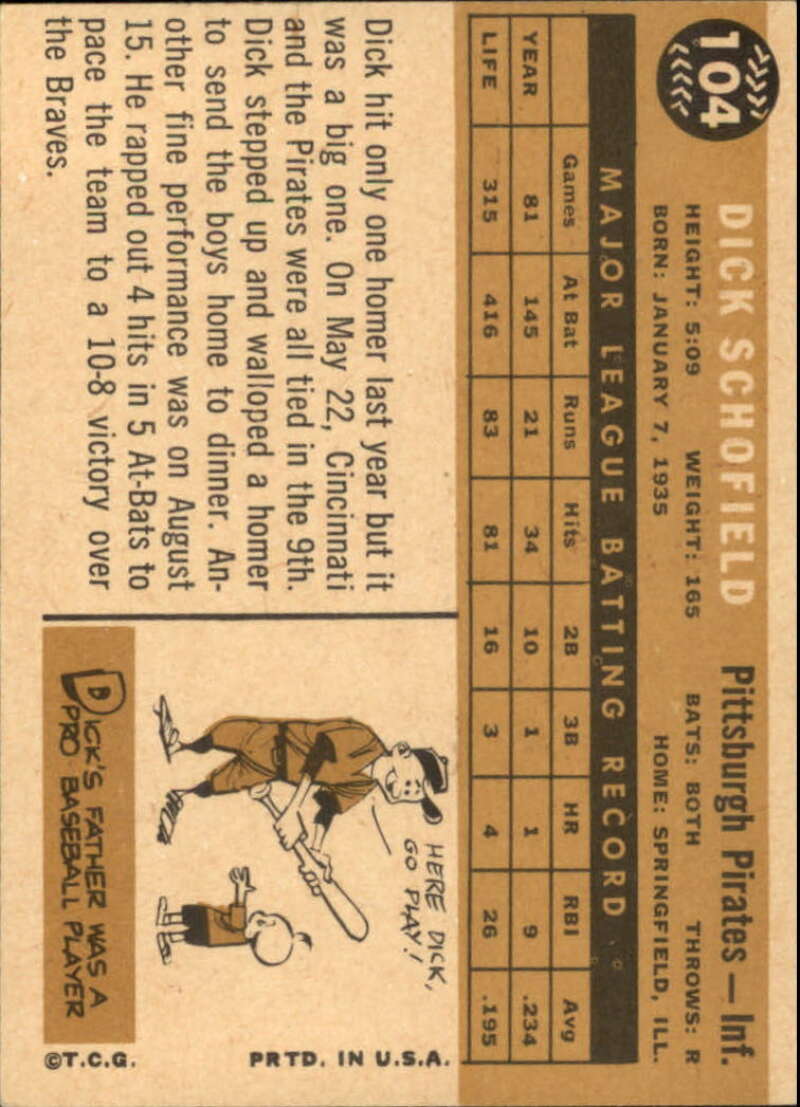 104
DICK SCHOFIELD Pittsburgh Pirates — Inf.
HEIGHT: 5:09 WEIGHT: 165 BATS: BOTH THROWS: R
BORN: JANUARY 7, 1935 HOME: SPRINGFIELD, ILL.
MAJOR LEAGUE BATTING RECORD
Games At Bat Runs Hits 2B 3B HR RBI Avg
YEAR 81 145 21 34 10 1 1 9 .234
LIFE 315 416 83 81 16 3 4 26 .195
Dick hit only one homer last year but it
was a big one. On May 22, Cincinnati
and the Pirates were all tied in the 9th.
Dick stepped up and walloped a homer
to send the boys home to dinner. An-
other fine performance was on August
15. He rapped out 4 hits in 5 At-Bats to
pace the team to a 10-8 victory over
the Braves.
HERE DICK,
GO PLAY!
DICK'S FATHER WAS A
PRO BASEBALL PLAYER
©T.C.G. PRTD. IN U.S.A.